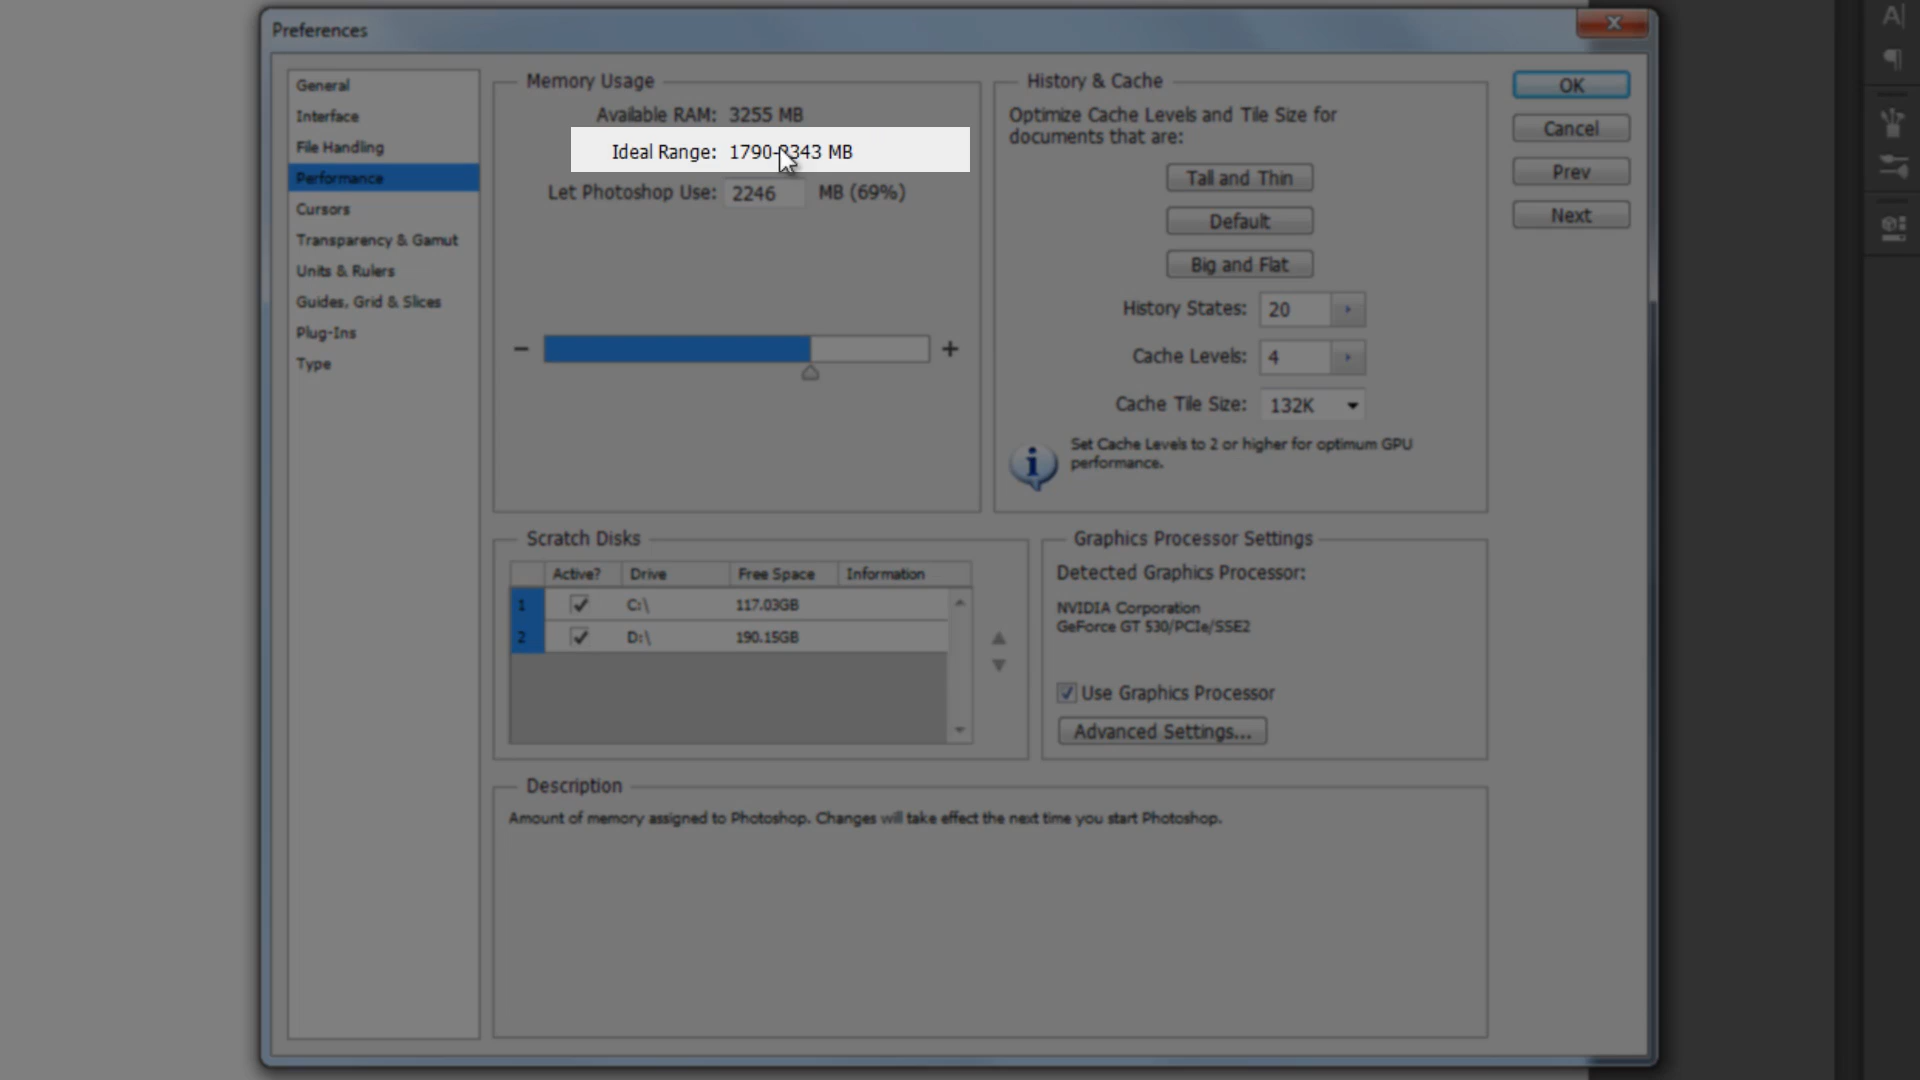 Preferences
General
Interface
File Handling
Performance
Cursors
Transparency & Gamut
Units & Rulers
Guides, Grid & Slices
Plug-Ins
Type
Memory Usage
Available RAM: 3255 MB
Ideal Range: 1790-2343 MB
Let Photoshop Use: 2246 MB (69%)
History & Cache
Optimize Cache Levels and Tile Size for
documents that are:
Tall and Thin
Default
Big and Flat
History States: 20
Cache Levels: 4
Cache Tile Size: 132K
Set Cache Levels to 2 or higher for optimum GPU
performance.
OK
Cancel
Prev
Next
Scratch Disks
Active? Drive Free Space Information
1 C:\ 117.03GB
2 D:\ 190.15GB
Graphics Processor Settings
Detected Graphics Processor:
NVIDIA Corporation
GeForce GT 530/PCIe/SSE2
Use Graphics Processor
Advanced Settings...
Description
Amount of memory assigned to Photoshop. Changes will take effect the next time you start Photoshop.